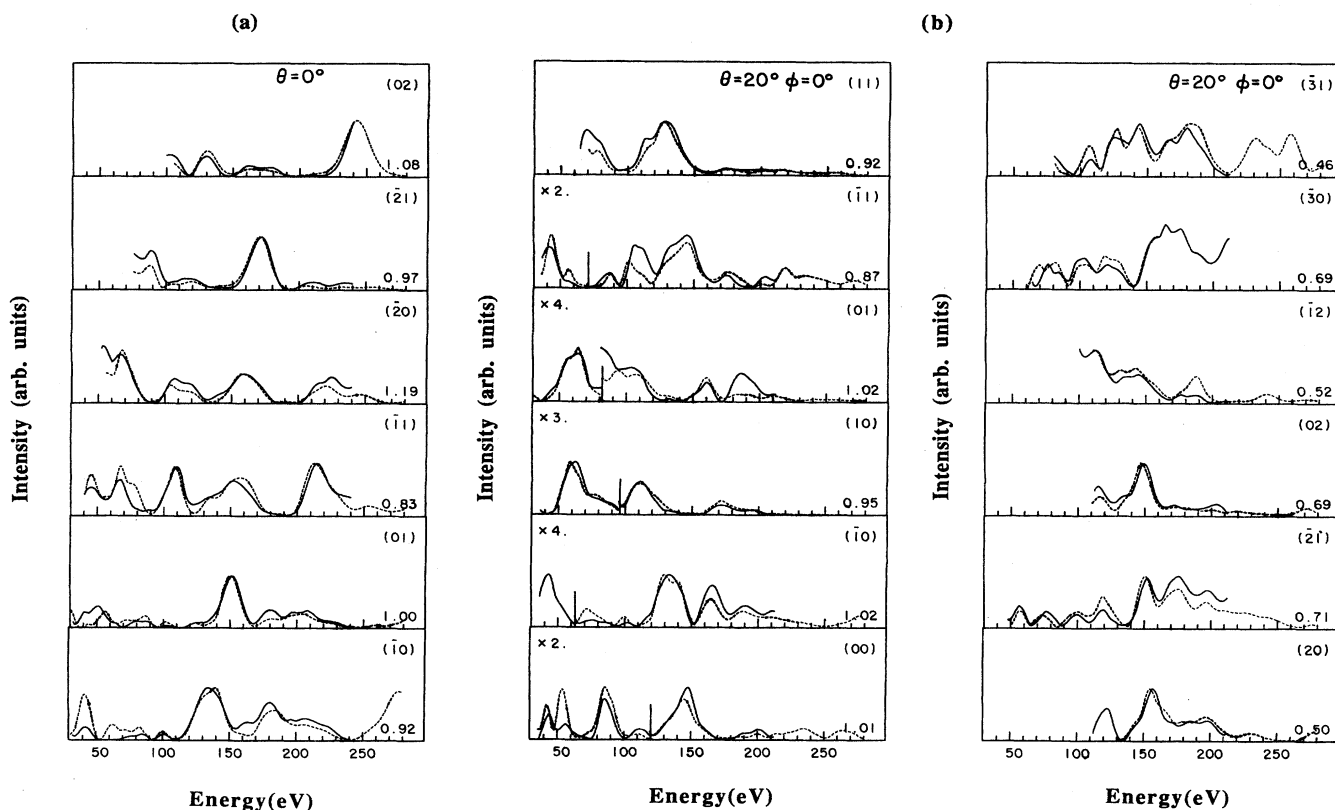 (a)
(b)
θ=0°
(02)
1.08
(2̄1)
0.97
(2̄0)
1.19
(1̄1)
0.83
(01)
1.00
(1̄0)
0.92
50 100 150 200 250
Energy(eV)
Intensity (arb. units)
θ=20° ϕ=0° (11)
0.92
×2. (1̄1)
0.87
×4. (01)
1.02
×3. (10)
0.95
×4. (1̄0)
1.02
×2. (00)
1.01
50 100 150 200 250
Energy(eV)
Intensity (arb. units)
θ=20° ϕ=0° (3̄1)
0.46
(3̄0)
0.69
(1̄2)
0.52
(02)
0.69
(2̄1)
0.71
(20)
0.50
50 100 150 200 250
Energy(eV)
Intensity (arb. units)